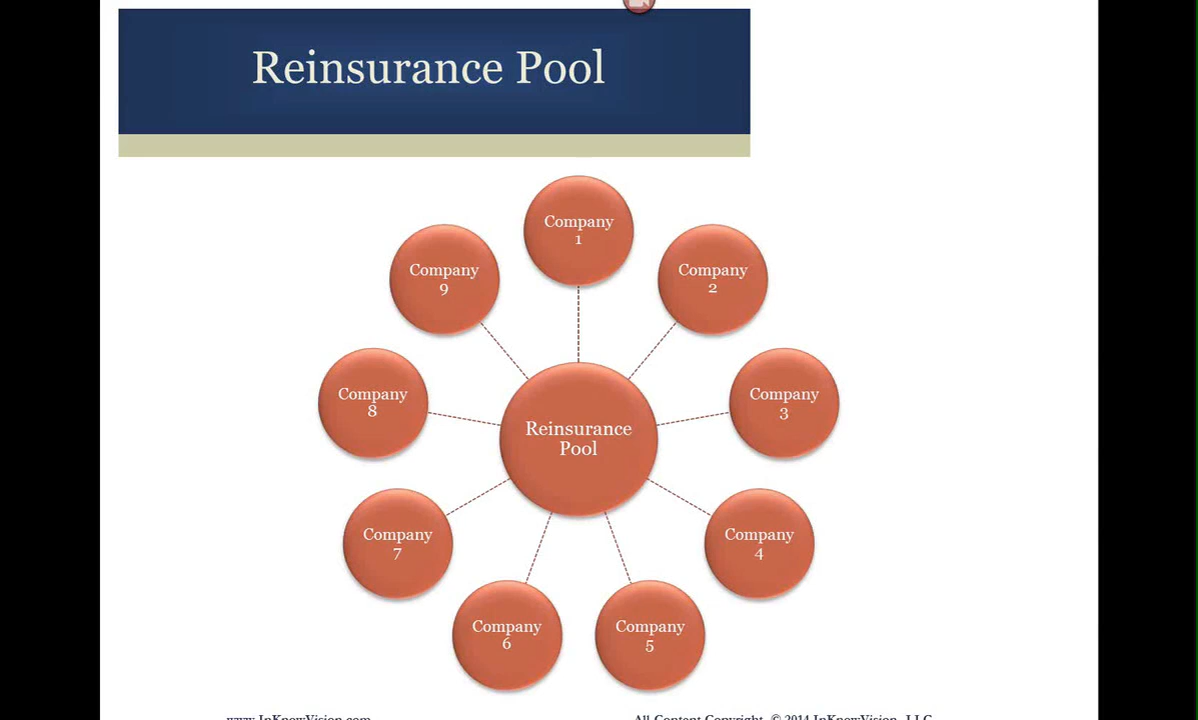 Reinsurance Pool
Company
1
Company
2
Company
3
Company
4
Company
5
Company
6
Company
7
Company
8
Company
9
Reinsurance
Pool
www.InKnowVision.com
All Content Copyright © 2014 InKnowVision, LLC